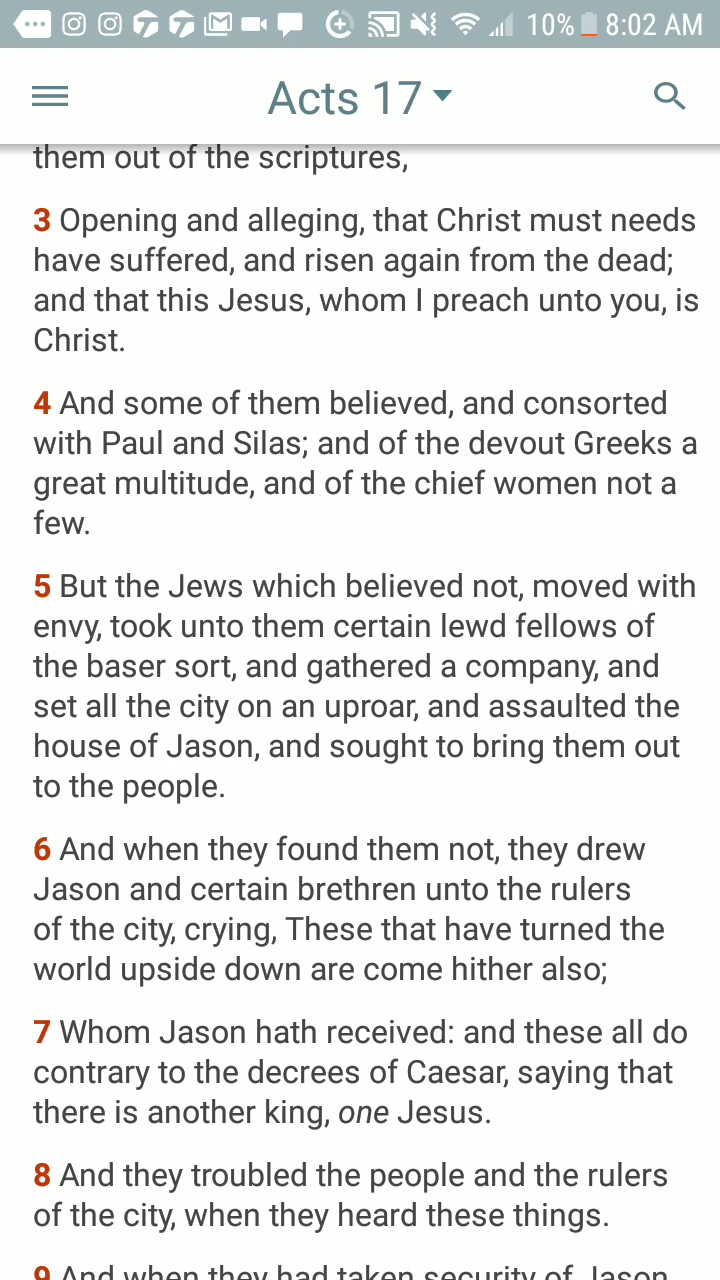 10% 8:02 AM
Acts 17
them out of the scriptures,
3 Opening and alleging, that Christ must needs
have suffered, and risen again from the dead;
and that this Jesus, whom I preach unto you, is
Christ.
4 And some of them believed, and consorted
with Paul and Silas; and of the devout Greeks a
great multitude, and of the chief women not a
few.
5 But the Jews which believed not, moved with
envy, took unto them certain lewd fellows of
the baser sort, and gathered a company, and
set all the city on an uproar, and assaulted the
house of Jason, and sought to bring them out
to the people.
6 And when they found them not, they drew
Jason and certain brethren unto the rulers
of the city, crying, These that have turned the
world upside down are come hither also;
7 Whom Jason hath received: and these all do
contrary to the decrees of Caesar, saying that
there is another king, one Jesus.
8 And they troubled the people and the rulers
of the city, when they heard these things.
9 And when they had taken security of Jason